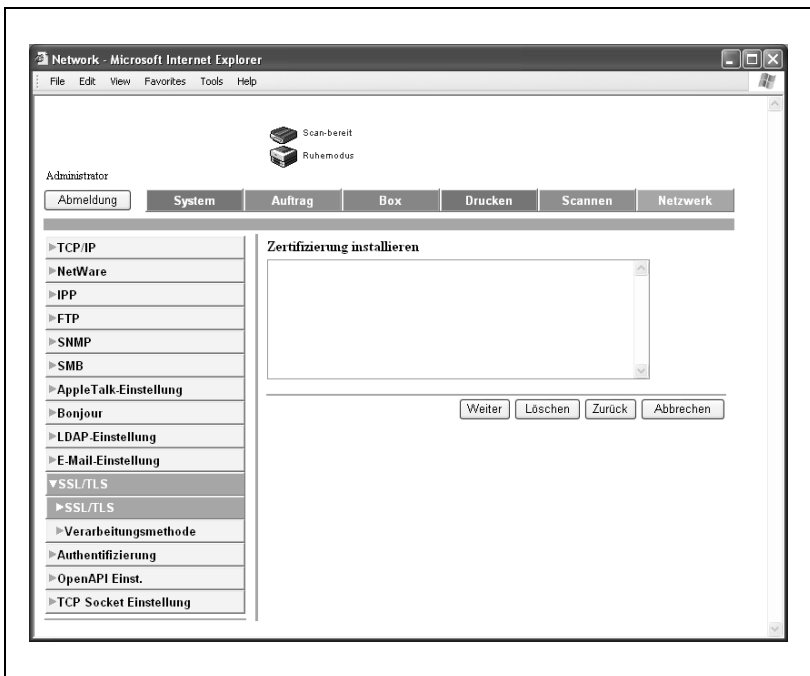 Network - Microsoft Internet Explorer
File Edit View Favorites Tools Help
Scan-bereit
Ruhemodus
Administrator
Abmeldung System Auftrag Box Drucken Scannen Netzwerk
TCP/IP
NetWare
IPP
FTP
SNMP
SMB
AppleTalk-Einstellung
Bonjour
LDAP-Einstellung
E-Mail-Einstellung
SSL/TLS
SSL/TLS
Verarbeitungsmethode
Authentifizierung
OpenAPI Einst.
TCP Socket Einstellung
Zertifizierung installieren
Weiter Löschen Zurück Abbrechen